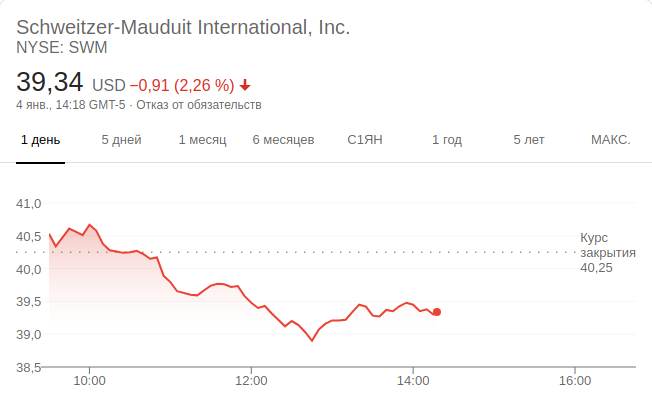 Schweitzer-Mauduit International, Inc.
NYSE: SWM
39,34 USD −0,91 (2,26 %)
4 янв., 14:18 GMT-5 · Отказ от обязательств
1 день 5 дней 1 месяц 6 месяцев С1ЯН 1 год 5 лет МАКС.
41,0
40,5
40,0
39,5
39,0
38,5
Курс
закрытия
40,25
10:00 12:00 14:00 16:00